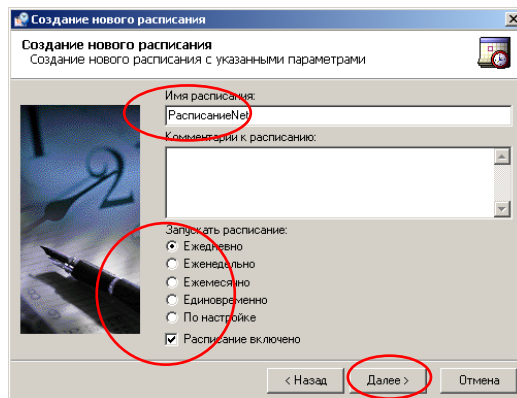 Создание нового расписания
Создание нового расписания
Создание нового расписания с указанными параметрами
Имя расписания:
РасписаниеNet
Комментарии к расписанию:
Запускать расписание:
Ежедневно
Еженедельно
Ежемесячно
Единовременно
По настройке
Расписание включено
< Назад Далее > Отмена